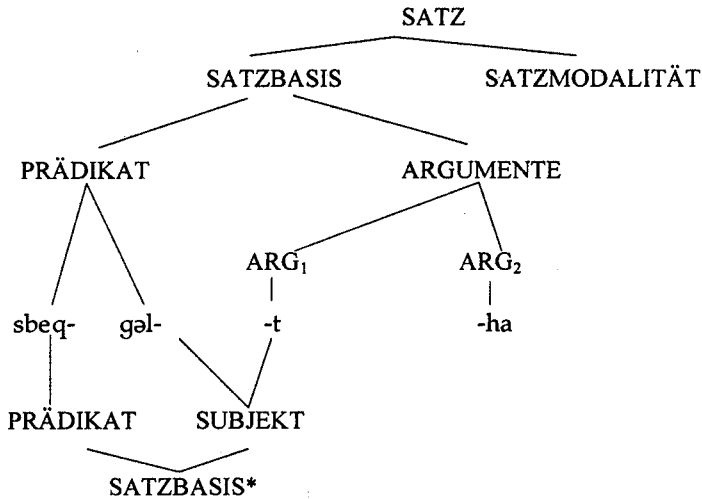 SATZ
SATZBASIS SATZMODALITÄT
PRÄDIKAT ARGUMENTE
ARG₁ ARG₂
sbeq- gəl- -t -ha
PRÄDIKAT SUBJEKT
SATZBASIS*